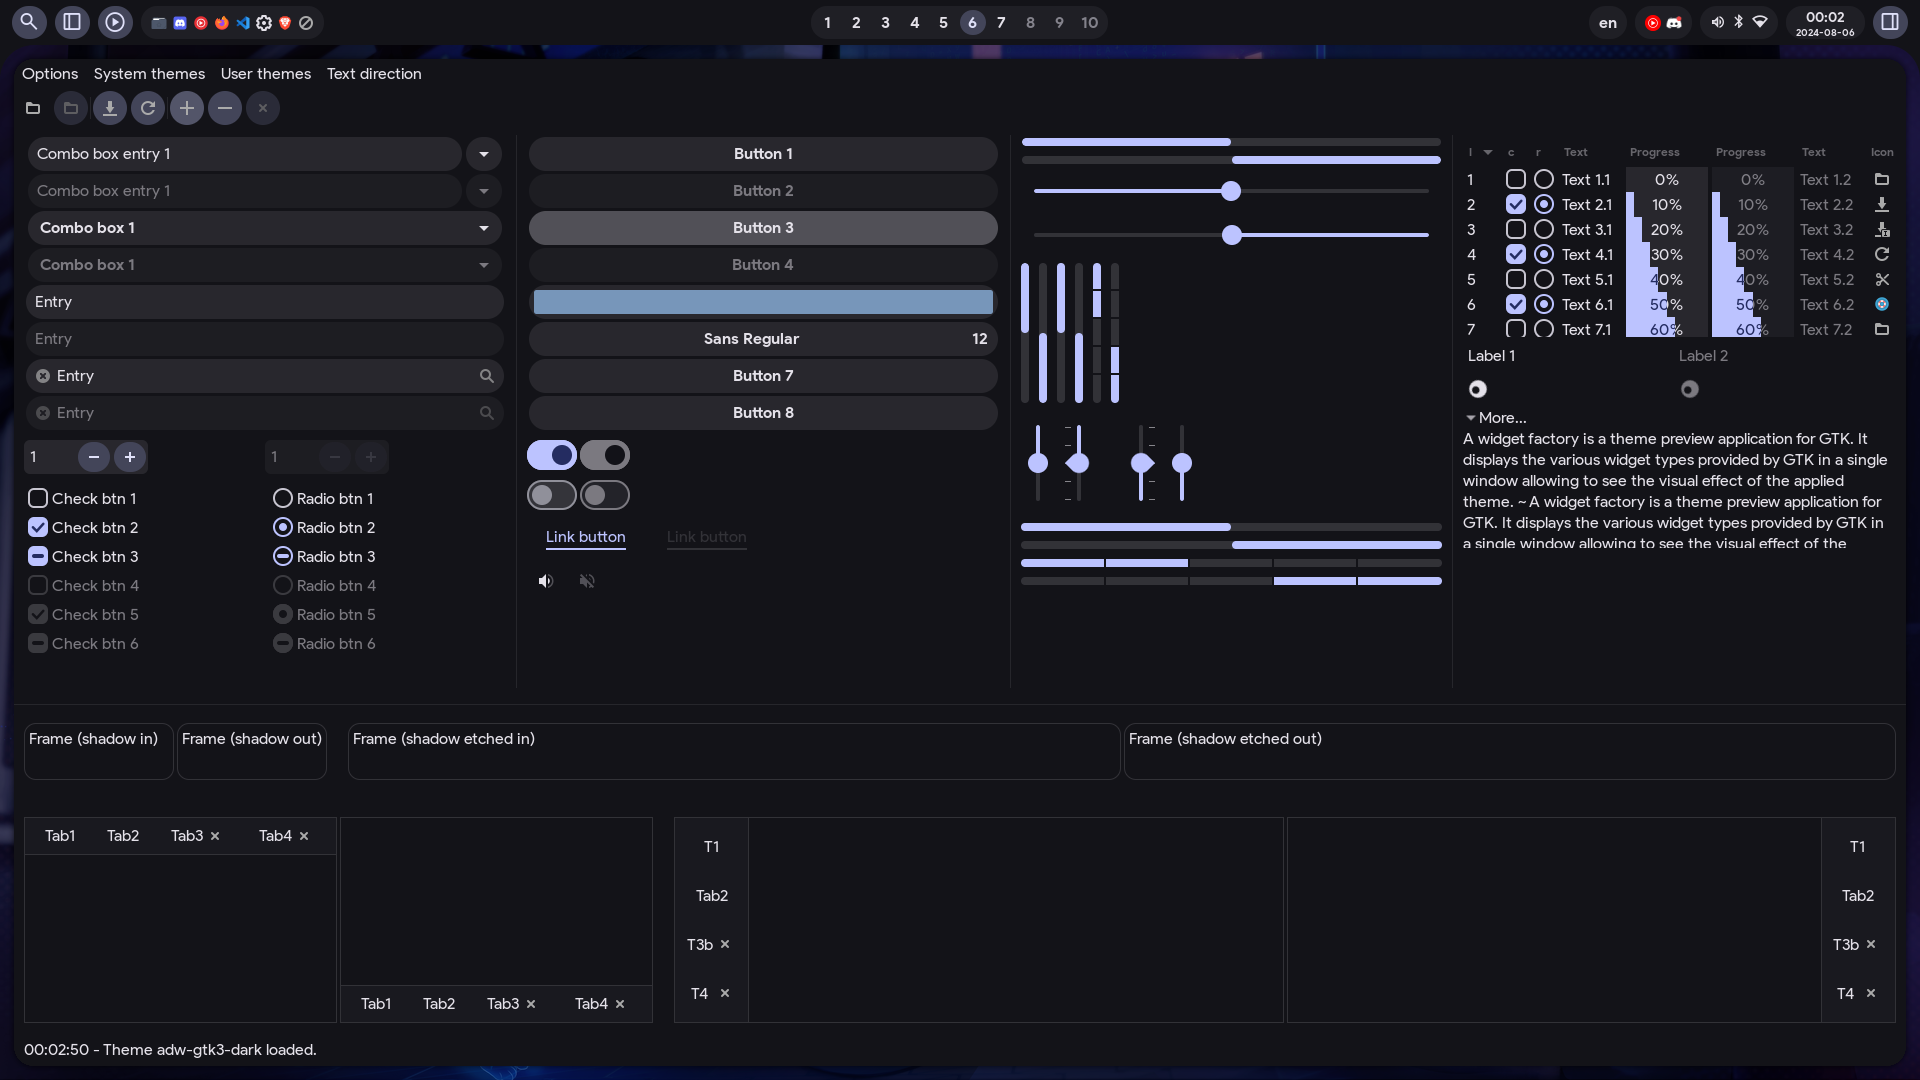 1 2 3 4 5 6 7 8 9 10
en
00:02
2024-08-06
Options System themes User themes Text direction
Combo box entry 1
Combo box entry 1
Combo box 1
Combo box 1
Entry
Entry
Entry
Entry
1
1
Check btn 1
Radio btn 1
Check btn 2
Radio btn 2
Check btn 3
Radio btn 3
Check btn 4
Radio btn 4
Check btn 5
Radio btn 5
Check btn 6
Radio btn 6
Button 1
Button 2
Button 3
Button 4
Sans Regular 12
Button 7
Button 8
Link button Link button
I c r Text Progress Progress Text Icon
1 Text 1.1 0% 0% Text 1.2
2 Text 2.1 10% 10% Text 2.2
3 Text 3.1 20% 20% Text 3.2
4 Text 4.1 30% 30% Text 4.2
5 Text 5.1 40% 40% Text 5.2
6 Text 6.1 50% 50% Text 6.2
7 Text 7.1 60% 60% Text 7.2
Label 1 Label 2
More...
A widget factory is a theme preview application for GTK. It
displays the various widget types provided by GTK in a single
window allowing to see the visual effect of the applied
theme. ~ A widget factory is a theme preview application for
GTK. It displays the various widget types provided by GTK in
a single window allowing to see the visual effect of the
Frame (shadow in) Frame (shadow out) Frame (shadow etched in) Frame (shadow etched out)
Tab1 Tab2 Tab3 Tab4
Tab1 Tab2 Tab3 Tab4
T1
Tab2
T3b
T4
T1
Tab2
T3b
T4
00:02:50 - Theme adw-gtk3-dark loaded.